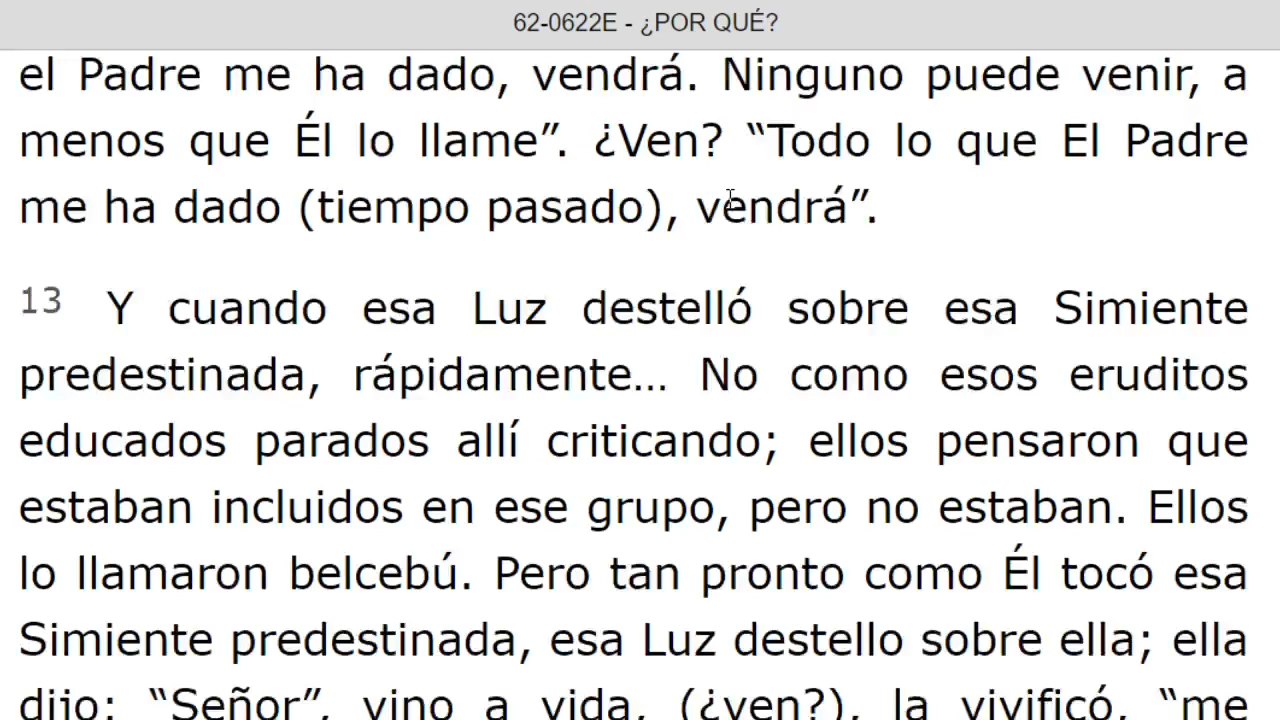 62-0622E - ¿POR QUÉ?
el Padre me ha dado, vendrá. Ninguno puede venir, a
menos que Él lo llame”. ¿Ven? “Todo lo que El Padre
me ha dado (tiempo pasado), vendrá”.
13 Y cuando esa Luz destelló sobre esa Simiente
predestinada, rápidamente... No como esos eruditos
educados parados allí criticando; ellos pensaron que
estaban incluidos en ese grupo, pero no estaban. Ellos
lo llamaron belcebú. Pero tan pronto como Él tocó esa
Simiente predestinada, esa Luz destello sobre ella; ella
dijo: “Señor”, vino a vida, (¿ven?), la vivificó, “me